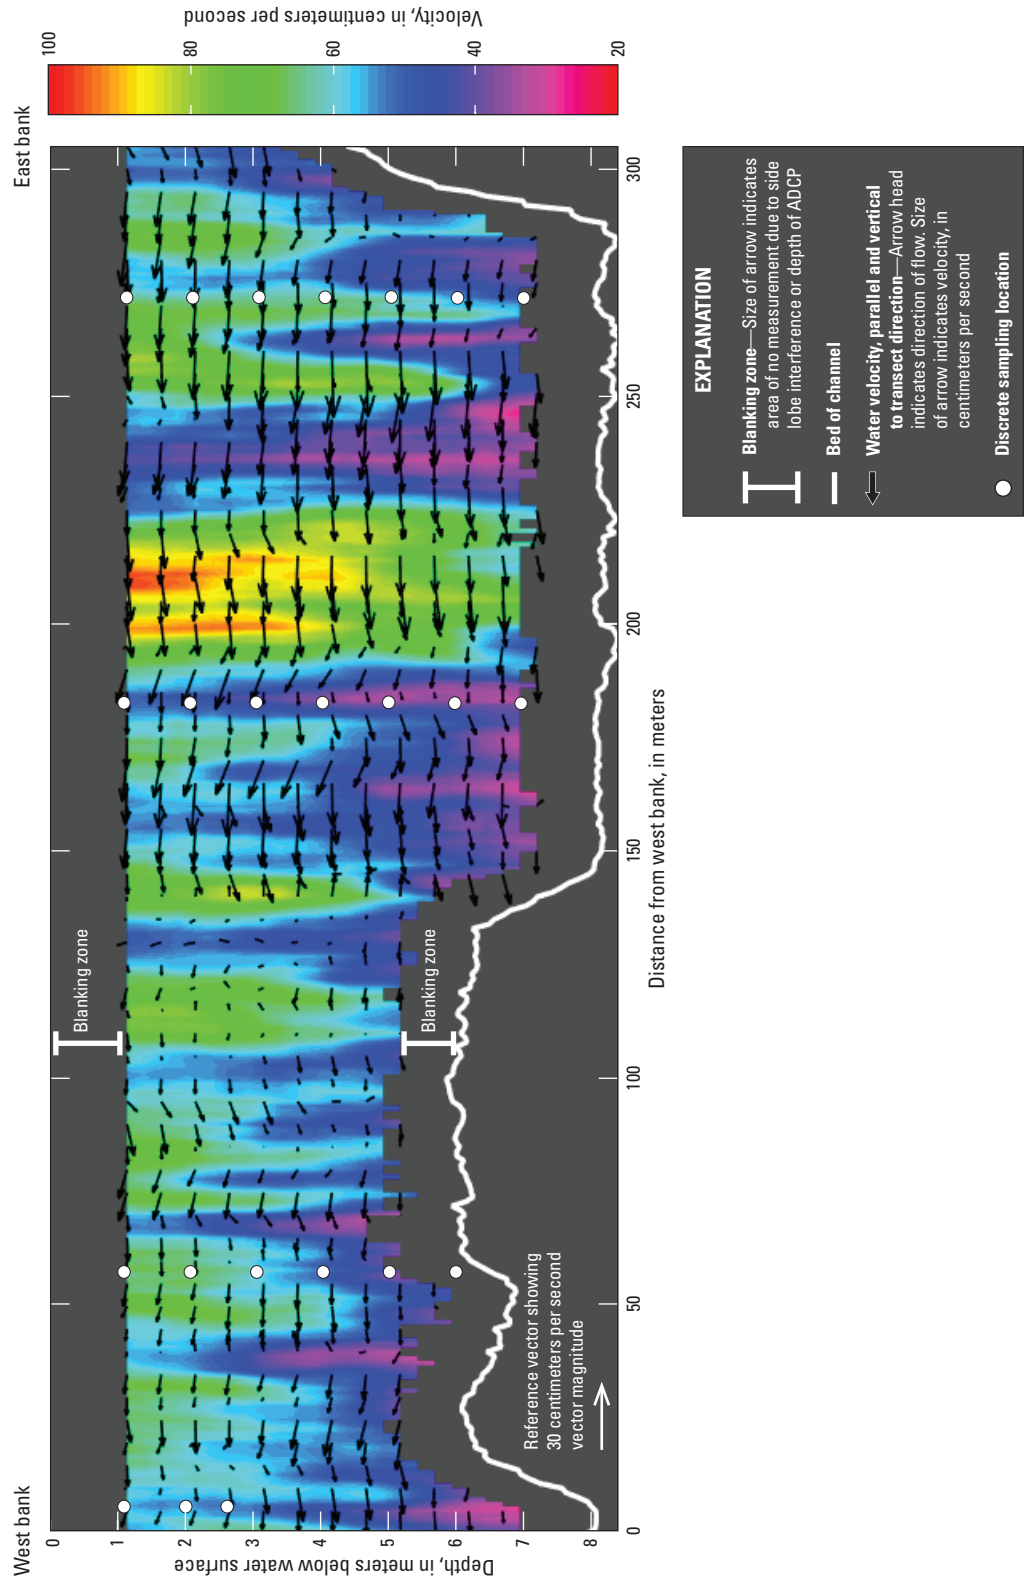 West bank
East bank
0
1
2
3
4
5
6
7
8
Depth, in meters below water surface
0
50
100
150
200
250
300
Distance from west bank, in meters
Blanking zone
Blanking zone
Reference vector showing
30 centimeters per second
vector magnitude
100
80
60
40
20
Velocity, in centimeters per second
EXPLANATION
Blanking zone—Size of arrow indicates
area of no measurement due to side
lobe interference or depth of ADCP
Bed of channel
Water velocity, parallel and vertical
to transect direction—Arrow head
indicates direction of flow. Size
of arrow indicates velocity, in
centimeters per second
Discrete sampling location